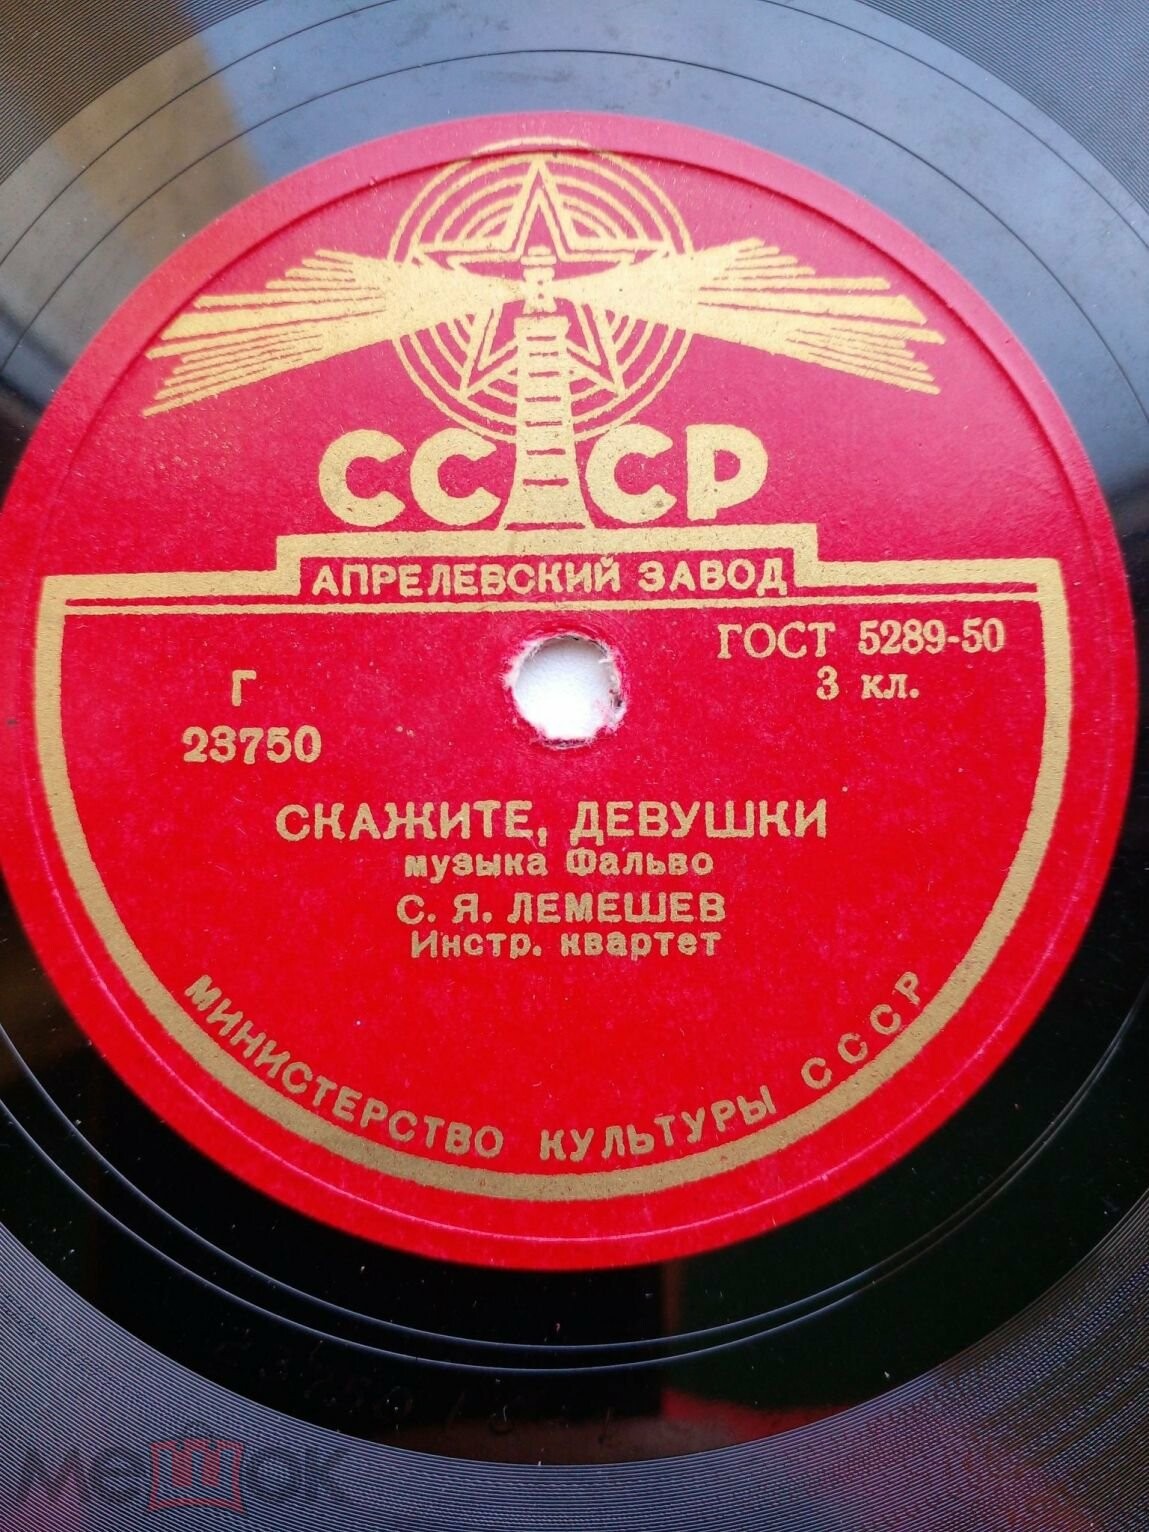 СССР
АПРЕЛЕВСКИЙ ЗАВОД
ГОСТ 5289-50
3 кл.
Г
23750
СКАЖИТЕ, ДЕВУШКИ
музыка Фальво
С. Я. ЛЕМЕШЕВ
Инстр. квартет
МИНИСТЕРСТВО КУЛЬТУРЫ СССР
мешок